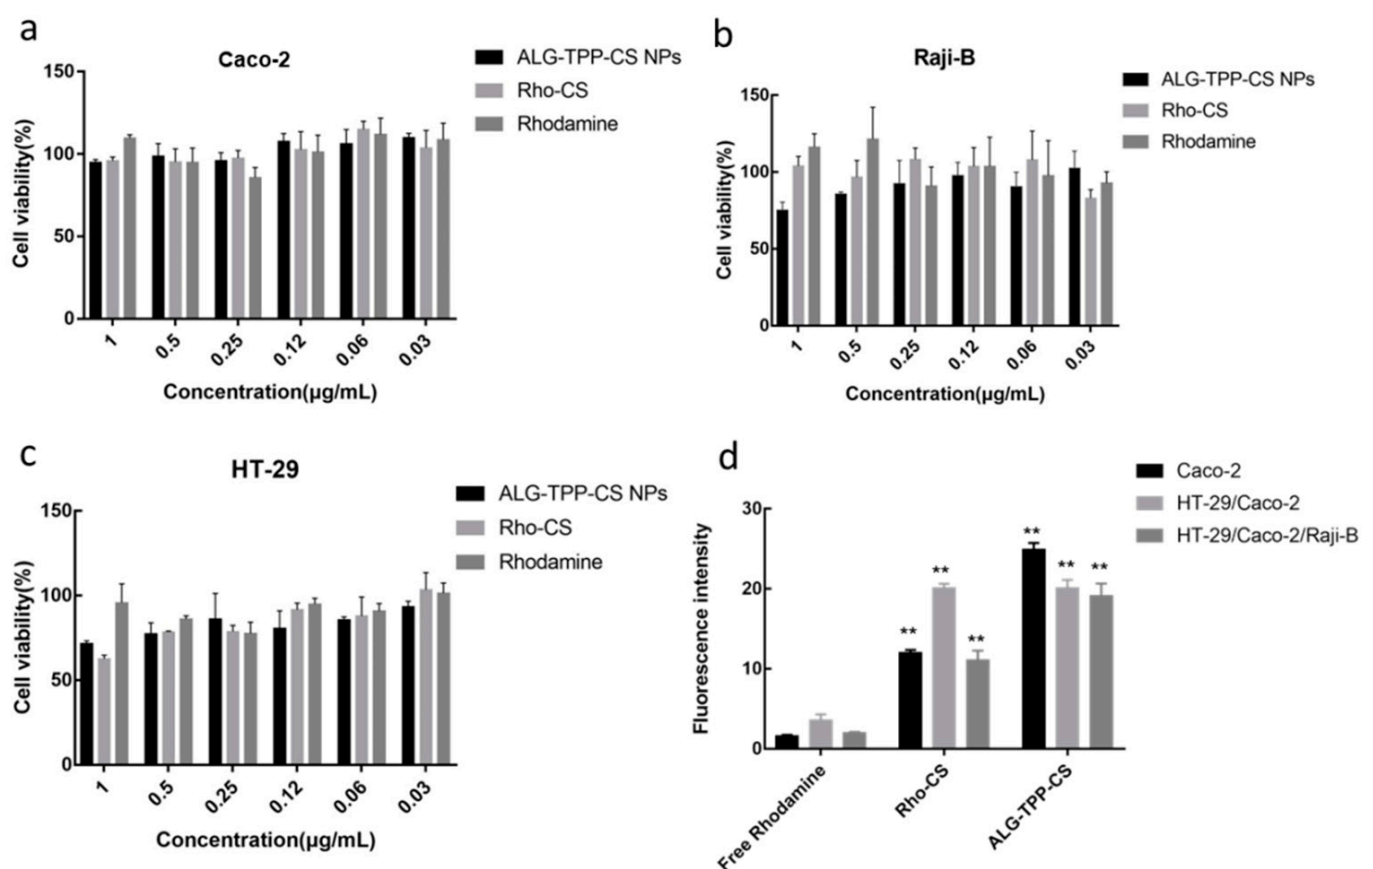 a
Caco-2
ALG-TPP-CS NPs
Rho-CS
Rhodamine
Cell viability(%)
150
100
50
0
1
0.5
0.25
0.12
0.06
0.03
Concentration(µg/mL)
b
Raji-B
ALG-TPP-CS NPs
Rho-CS
Rhodamine
Cell viability(%)
150
100
50
0
1
0.5
0.25
0.12
0.06
0.03
Concentration(µg/mL)
c
HT-29
ALG-TPP-CS NPs
Rho-CS
Rhodamine
Cell viability(%)
150
100
50
0
1
0.5
0.25
0.12
0.06
0.03
Concentration(µg/mL)
d
Caco-2
HT-29/Caco-2
HT-29/Caco-2/Raji-B
Fluorescence intensity
30
20
10
0
**
**
**
**
**
**
Free Rhodamine
Rho-CS
ALG-TPP-CS